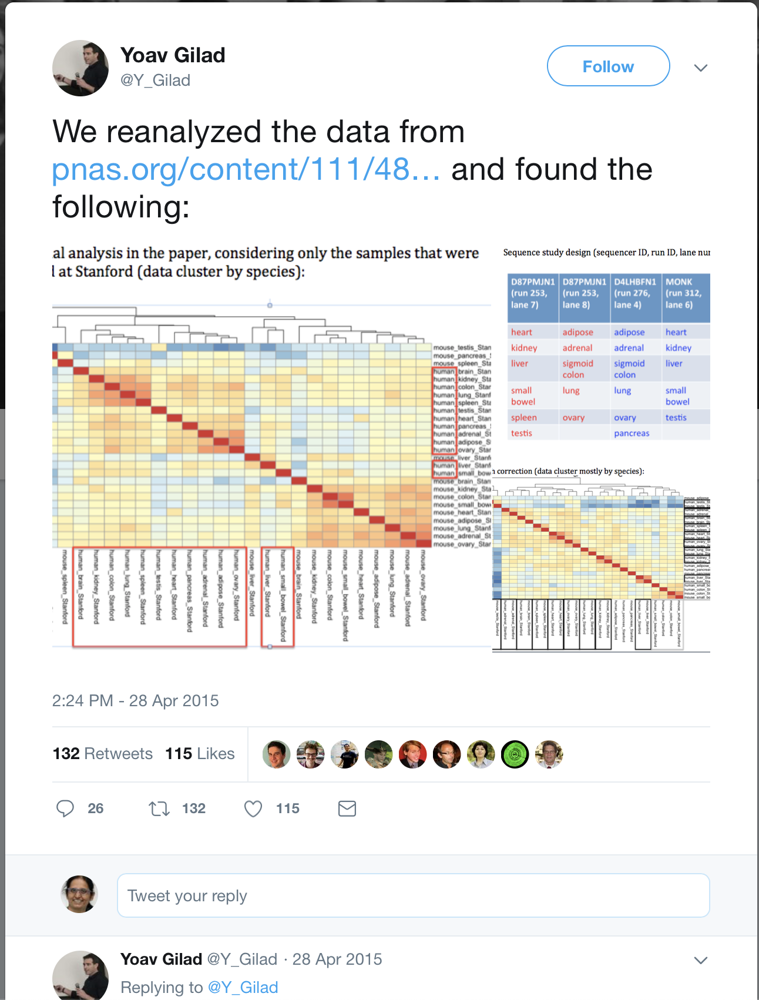 Yoav Gilad
@Y_Gilad
Follow
We reanalyzed the data from
pnas.org/content/111/48… and found the
following:
al analysis in the paper, considering only the samples that were
l at Stanford (data cluster by species):
mouse_testis_Stan
mouse_pancreas_
mouse_spleen_Sta
human_brain_Stan
human_kidney_Sta
human_colon_Star
human_lung_Stanf
human_spleen_Sta
human_testis_Stan
human_heart_Stan
human_pancreas_
human_adrenal_St
human_adipose_S
human_ovary_Star
mouse_liver_Stanf
human_liver_Stanf
human_small_bow
mouse_brain_Stan
mouse_kidney_Sta
mouse_colon_Stan
mouse_small_bow
mouse_heart_Stan
mouse_adipose_S
mouse_lung_Stanf
mouse_adrenal_St
mouse_ovary_Star
mouse_spleen_Stanford
human_brain_Stanford
human_kidney_Stanford
human_colon_Stanford
human_lung_Stanford
human_spleen_Stanford
human_testis_Stanford
human_heart_Stanford
human_pancreas_Stanford
human_adrenal_Stanford
human_adipose_Stanford
human_ovary_Stanford
mouse_liver_Stanford
human_liver_Stanford
human_small_bowel_Stanford
mouse_brain_Stanford
mouse_kidney_Stanford
mouse_colon_Stanford
mouse_small_bowel_Stanford
mouse_heart_Stanford
mouse_adipose_Stanford
mouse_lung_Stanford
mouse_adrenal_Stanford
mouse_ovary_Stanford
Sequence study design (sequencer ID, run ID, lane nur
D87PMJN1 D87PMJN1 D4LHBFN1 MONK
(run 253, (run 253, (run 276, (run 312,
lane 7) lane 8) lane 4) lane 6)
heart adipose adipose heart
kidney adrenal adrenal kidney
liver sigmoid sigmoid liver
colon colon
small lung lung small
bowel bowel
spleen ovary ovary testis
testis pancreas
n correction (data cluster mostly by species):
2:24 PM - 28 Apr 2015
132 Retweets 115 Likes
26 132 115
Tweet your reply
Yoav Gilad @Y_Gilad · 28 Apr 2015
Replying to @Y_Gilad